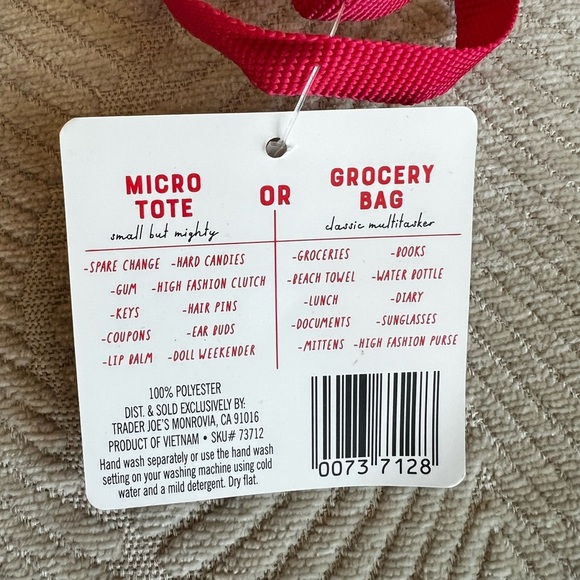 MICRO TOTE
small but mighty
OR
GROCERY BAG
classic multitasker
-SPARE CHANGE -HARD CANDIES
-GUM -HIGH FASHION CLUTCH
-KEYS -HAIR PINS
-COUPONS -EAR BUDS
-LIP BALM -DOLL WEEKENDER
-GROCERIES -BOOKS
-BEACH TOWEL -WATER BOTTLE
-LUNCH -DIARY
-DOCUMENTS -SUNGLASSES
-MITTENS -HIGH FASHION PURSE
100% POLYESTER
DIST. & SOLD EXCLUSIVELY BY:
TRADER JOE'S MONROVIA, CA 91016
PRODUCT OF VIETNAM • SKU# 73712
Hand wash separately or use the hand wash
setting on your washing machine using cold
water and a mild detergent. Dry flat.
0073 7128